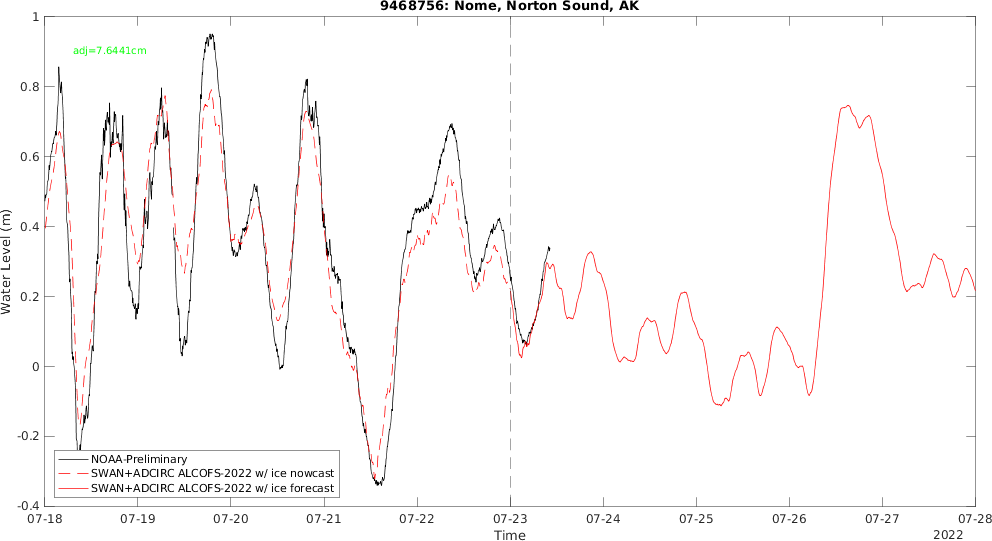 9468756: Nome, Norton Sound, AK
adj=7.6441cm
1
0.8
0.6
0.4
0.2
0
-0.2
-0.4
Water Level (m)
NOAA-Preliminary
SWAN+ADCIRC ALCOFS-2022 w/ ice nowcast
SWAN+ADCIRC ALCOFS-2022 w/ ice forecast
07-18 07-19 07-20 07-21 07-22 07-23 07-24 07-25 07-26 07-27 07-28
Time
2022